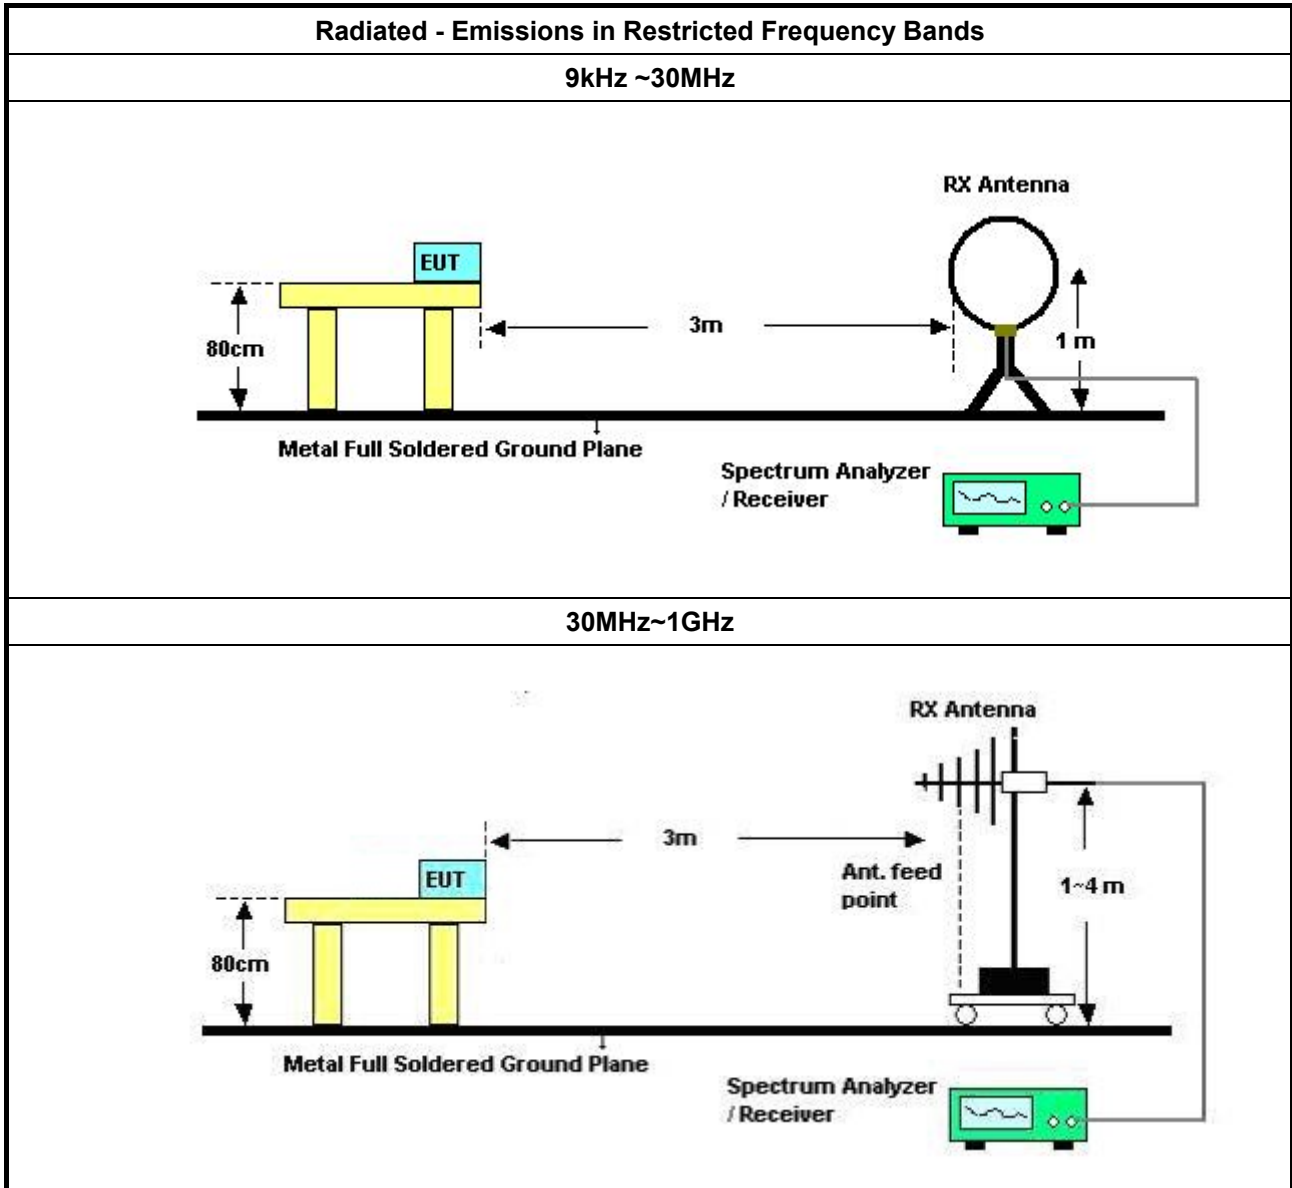 Radiated - Emissions in Restricted Frequency Bands
9kHz ~30MHz
RX Antenna
EUT
3m
80cm
1 m
Metal Full Soldered Ground Plane
Spectrum Analyzer
/ Receiver
30MHz~1GHz
RX Antenna
3m
Ant. feed
point
EUT
1~4 m
80cm
Metal Full Soldered Ground Plane
Spectrum Analyzer
/ Receiver